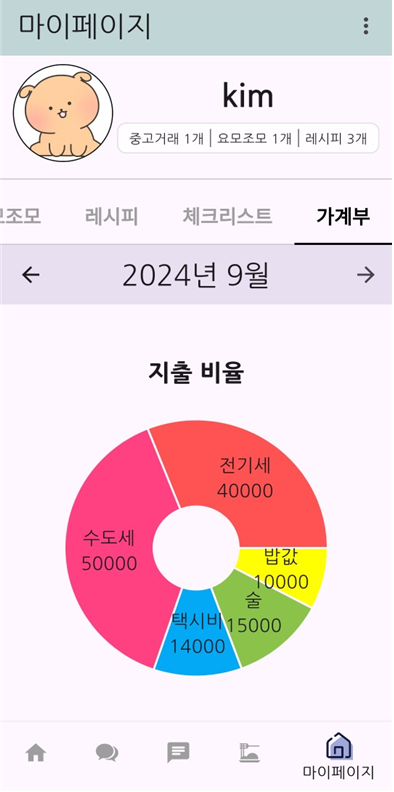 마이페이지
kim
중고거래 1개 | 요모조모 1개 | 레시피 3개
모조모 레시피 체크리스트 가계부
2024년 9월
지출 비율
전기세
40000
수도세
50000
밥값
10000
술
15000
택시비
14000
마이페이지